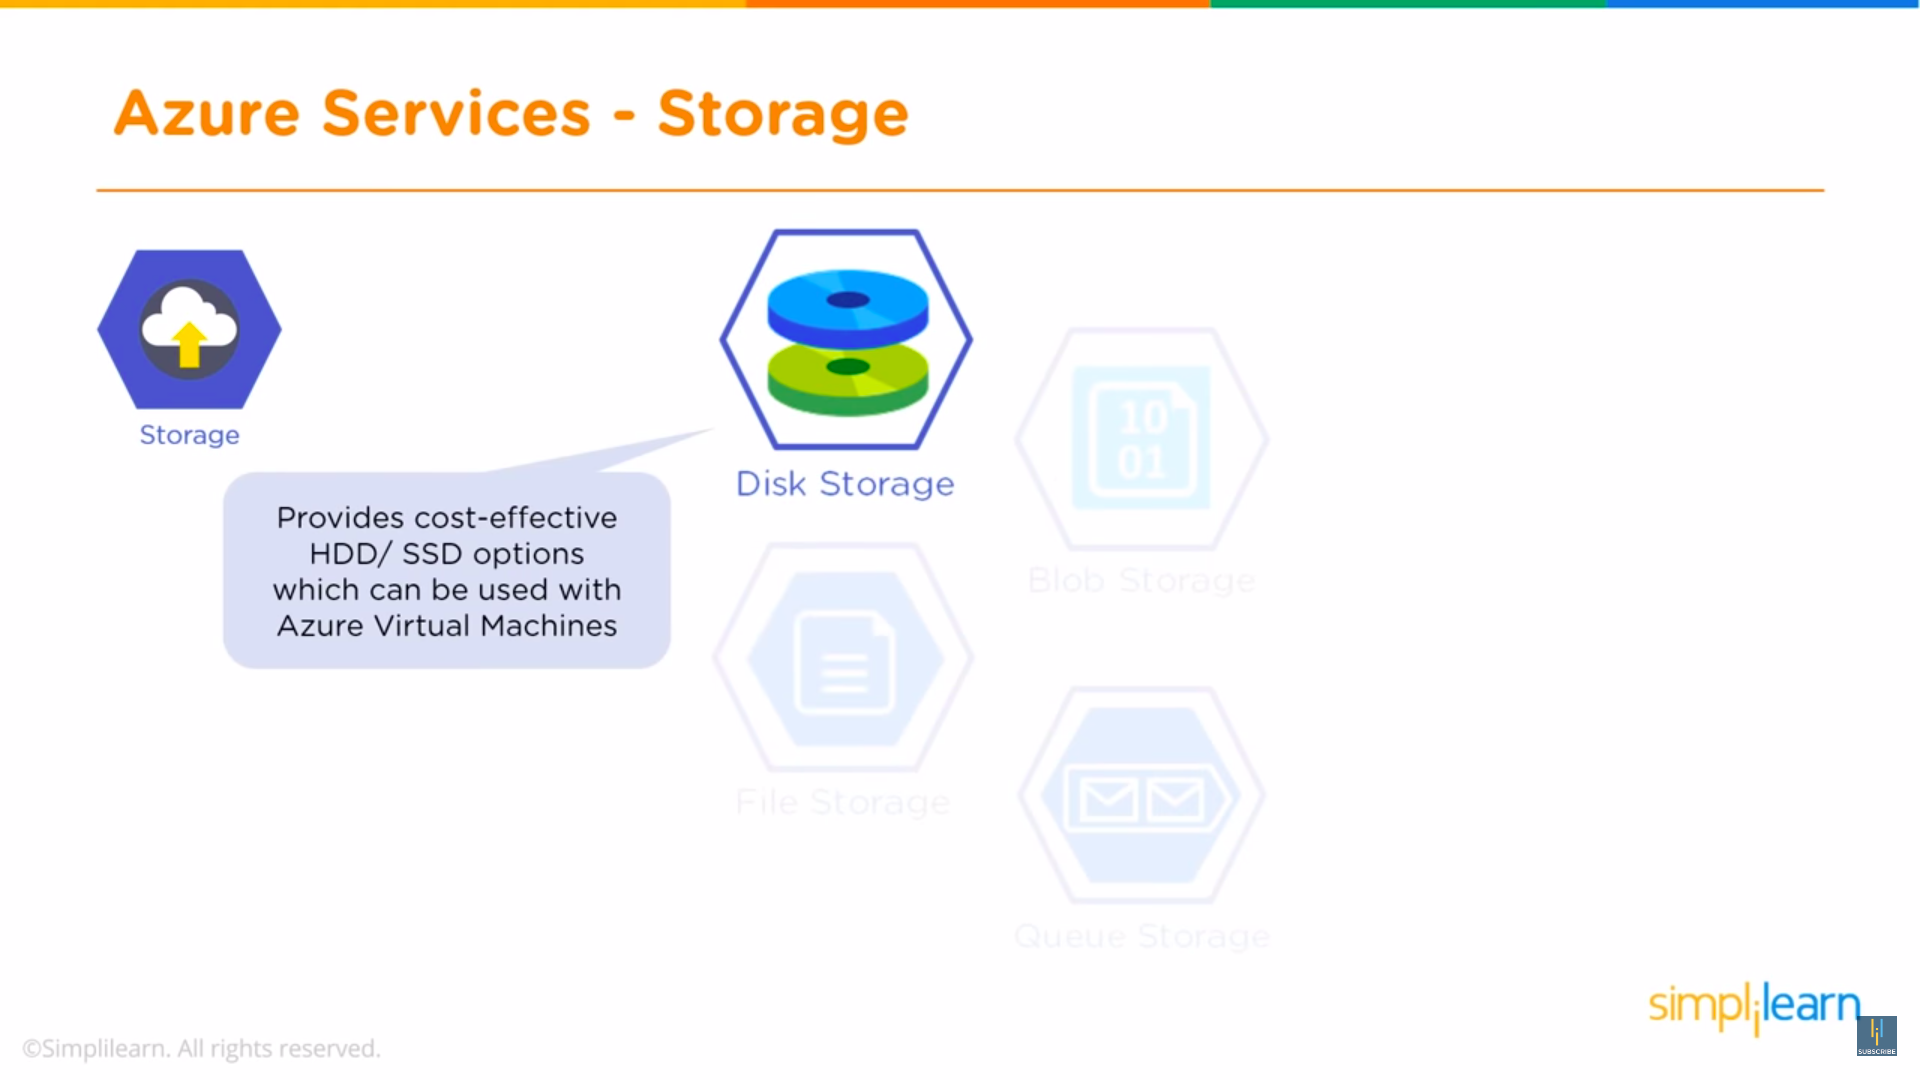 Azure Services - Storage
Storage
Provides cost-effective
HDD/ SSD options
which can be used with
Azure Virtual Machines
Disk Storage
10
01
Blob Storage
File Storage
Queue Storage
simplilearn
SUBSCRIBE
©Simplilearn. All rights reserved.